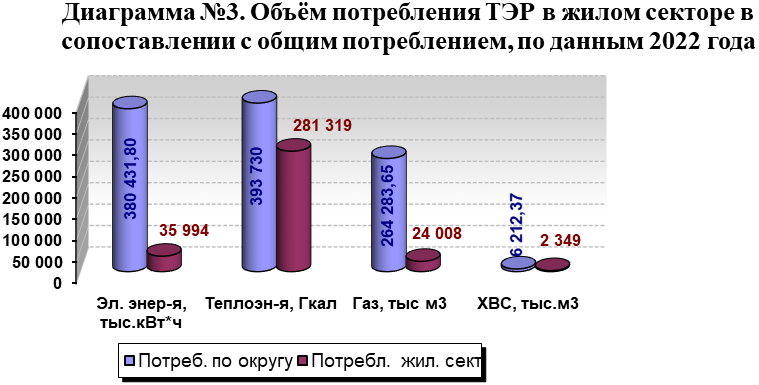 Диаграмма №3. Объём потребления ТЭР в жилом секторе в
сопоставлении с общим потреблением, по данным 2022 года
400 000
350 000
300 000
250 000
200 000
150 000
100 000
50 000
0
380 431,80
35 994
393 730
281 319
264 283,65
24 008
6 212,37
2 349
Эл. энер-я,
тыс.кВт*ч
Теплоэн-я, Гкал
Газ, тыс м3
ХВС, тыс.м3
Потреб. по округу
Потребл. жил. сект